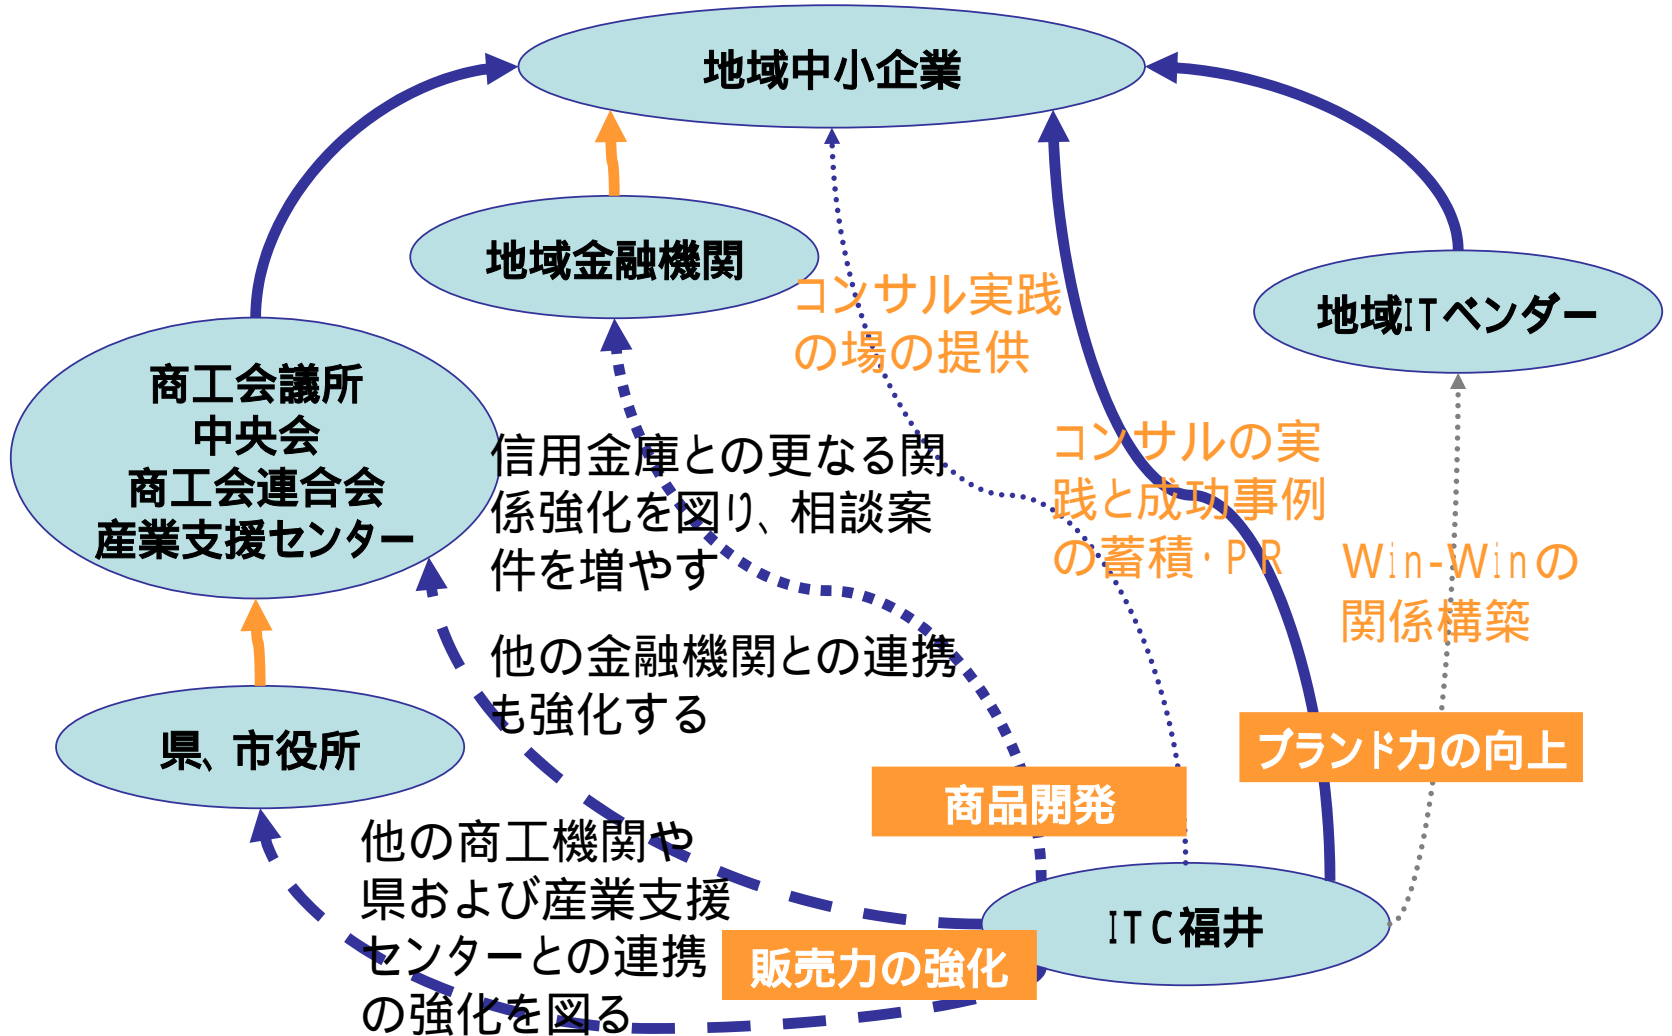 地域中小企業
地域金融機関
コンサル実践
の場の提供
地域ITベンダー
商工会議所
中央会
商工会連合会
産業支援センター
信用金庫との更なる関
係強化を図り、相談案
件を増やす
コンサルの実
践と成功事例
の蓄積・PR
Win-Winの
関係構築
他の金融機関との連携
も強化する
県、市役所
ブランド力の向上
商品開発
他の商工機関や
県および産業支援
センターとの連携
の強化を図る
ITC福井
販売力の強化